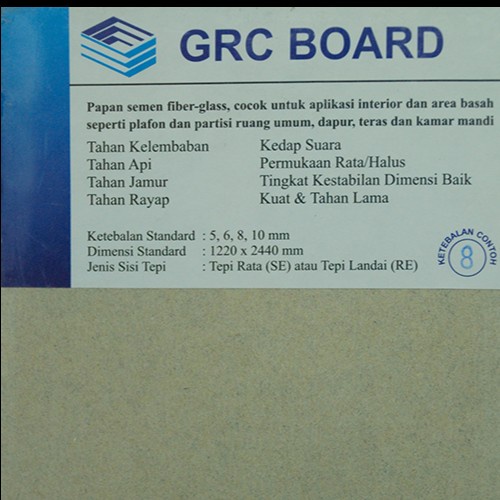 GRC BOARD
Papan semen fiber-glass, cocok untuk aplikasi interior dan area basah
seperti plafon dan partisi ruang umum, dapur, teras dan kamar mandi
Tahan Kelembaban Kedap Suara
Tahan Api Permukaan Rata/Halus
Tahan Jamur Tingkat Kestabilan Dimensi Baik
Tahan Rayap Kuat & Tahan Lama
Ketebalan Standard : 5, 6, 8, 10 mm
Dimensi Standard : 1220 x 2440 mm
Jenis Sisi Tepi : Tepi Rata (SE) atau Tepi Landai (RE)
KETEBALAN CONTOH
8